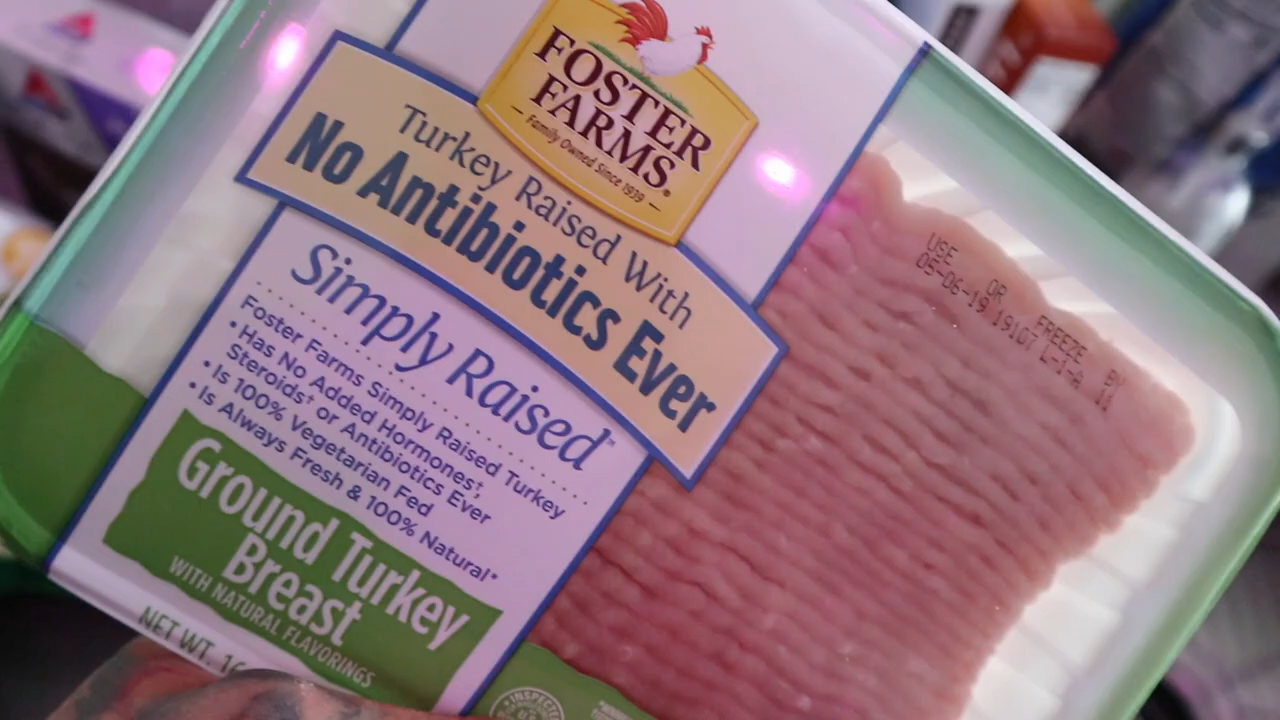 FOSTER
FARMS®
Family Owned Since 1939
Turkey Raised With
No Antibiotics Ever
Simply Raised™
Foster Farms Simply Raised Turkey
• Has No Added Hormones†,
Steroids† or Antibiotics Ever
• Is 100% Vegetarian Fed
• Is Always Fresh & 100% Natural*
Ground Turkey
Breast
WITH NATURAL FLAVORINGS
NET WT.
USE OR FREEZE BY
05-06-19 19107 L-1-A 11